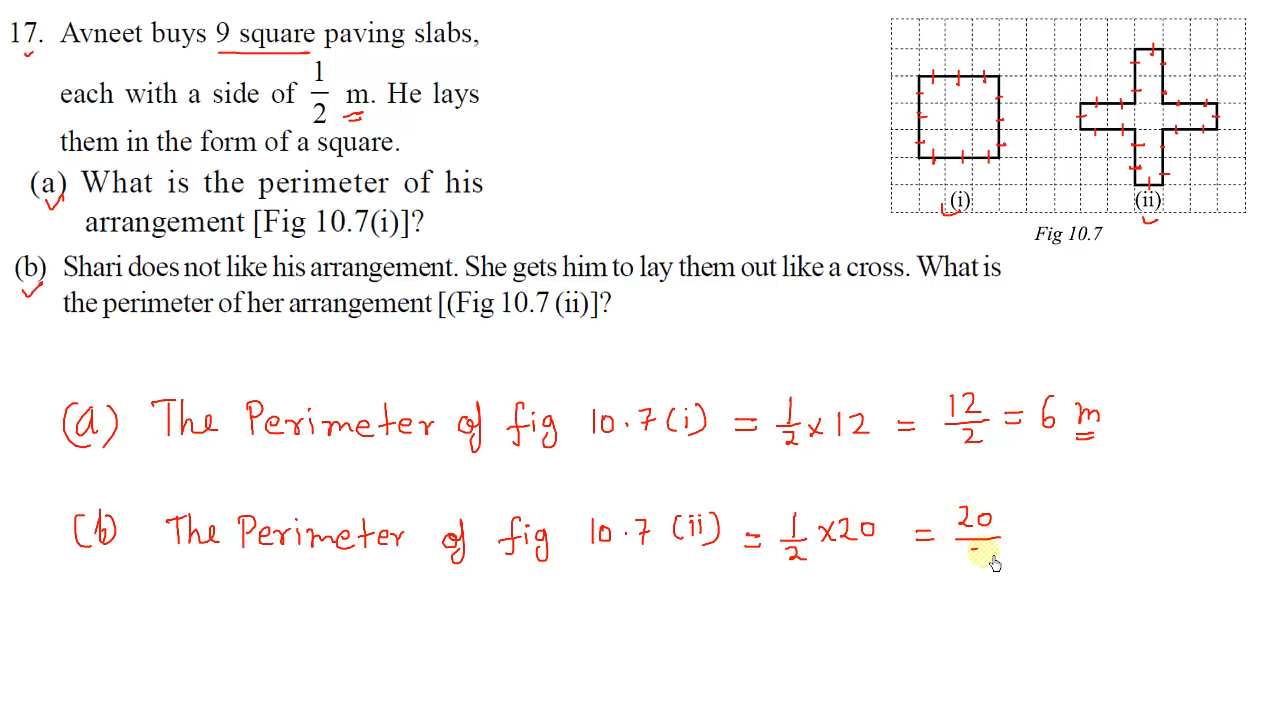 17. Avneet buys 9 square paving slabs,
each with a side of 1/2 m. He lays
them in the form of a square.
(a) What is the perimeter of his
arrangement [Fig 10.7(i)]?
(b) Shari does not like his arrangement. She gets him to lay them out like a cross. What is
the perimeter of her arrangement [(Fig 10.7 (ii)]?
(i) (ii)
Fig 10.7
(a) The Perimeter of fig 10.7(i) = 1/2 x 12 = 12/2 = 6 m
(b) The Perimeter of fig 10.7 (ii) = 1/2 x 20 = 20